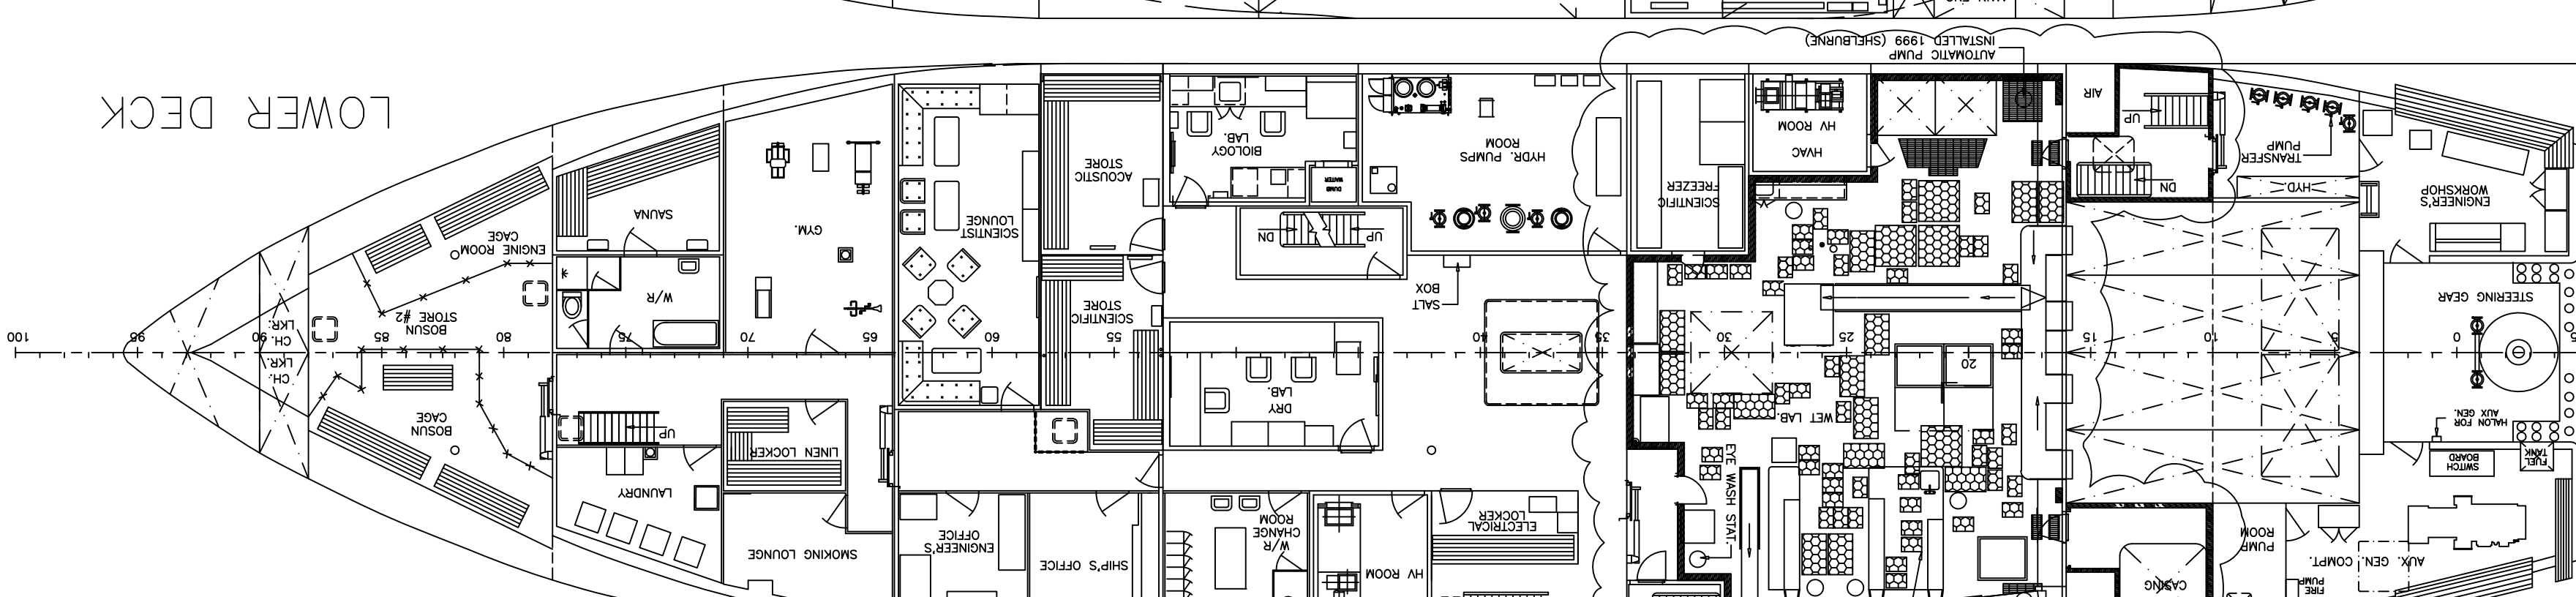 LOWER DECK
AUTOMATIC PUMP
INSTALLED 1999 (SHELBURNE)
ENGINE ROOM
CAGE
BOSUN
STORE #2
CH.
LKR.
CH.
LKR.
BOSUN
CAGE
SAUNA
W/R
UP
LAUNDRY
GYM.
LINEN LOCKER
SMOKING LOUNGE
SCIENTIST
LOUNGE
ENGINEER'S
OFFICE
ACOUSTIC
STORE
SCIENTIFIC
STORE
SHIP'S OFFICE
BIOLOGY
LAB.
DUMB
WAITER
DN
UP
DRY
LAB.
W/R
CHANGE
ROOM
HV ROOM
HYDR. PUMPS
ROOM
SALT
BOX
ELECTRICAL
LOCKER
SCIENTIFIC
FREEZER
HVAC
HV ROOM
WET LAB.
EYE WASH STAT.
AIR
UP
DN
TRANSFER
PUMP
HYD.
ENGINEER'S
WORKSHOP
STEERING GEAR
HALON FOR
AUX GEN.
SWITCH
BOARD
FUEL
TANK
PUMP
ROOM
AUX. GEN. COMPT.
FIRE
PUMP
CASING
100
95
90
85
80
75
70
65
60
55
40
35
30
25
20
15
10
5
0
5